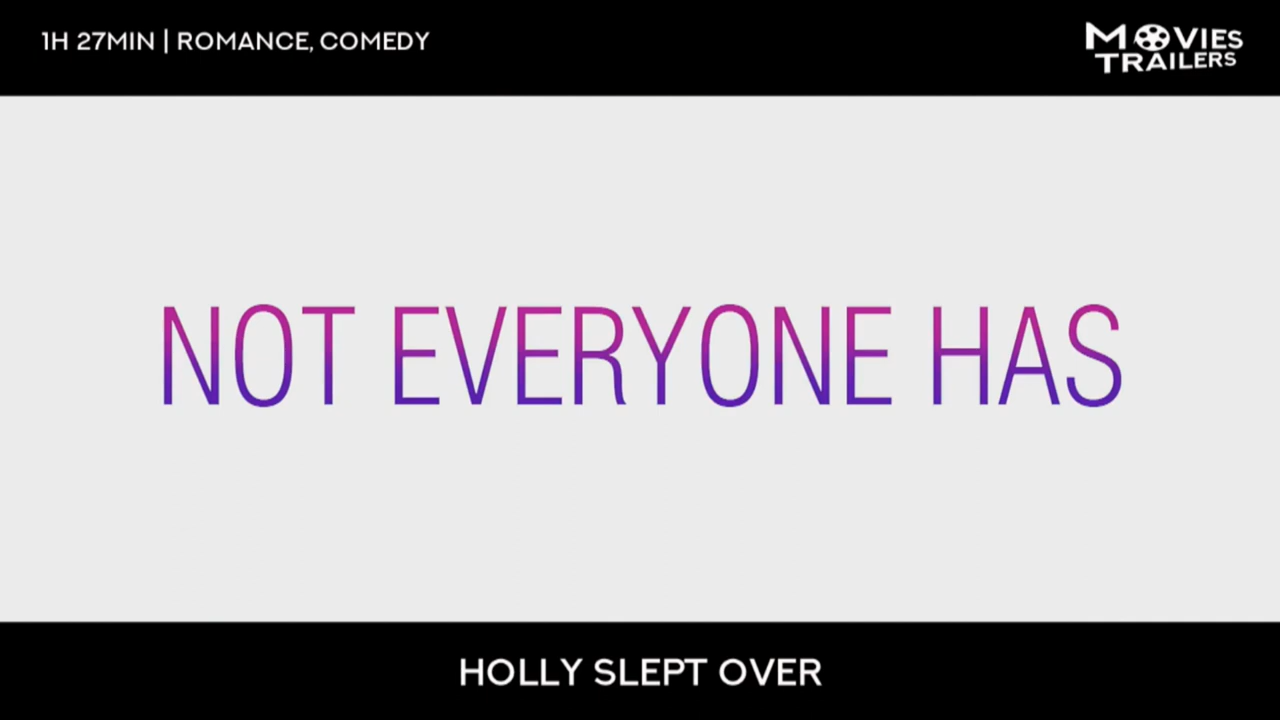 1H 27MIN | ROMANCE, COMEDY
MOVIES
TRAILERS
NOT EVERYONE HAS
HOLLY SLEPT OVER